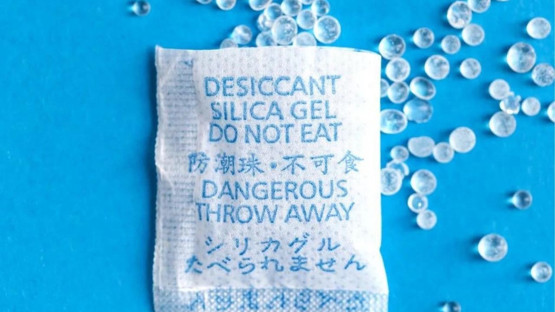 DESICCANT
SILICA GEL
DO NOT EAT
防潮珠·不可食
DANGEROUS
THROW AWAY
シリカグル
たべられません